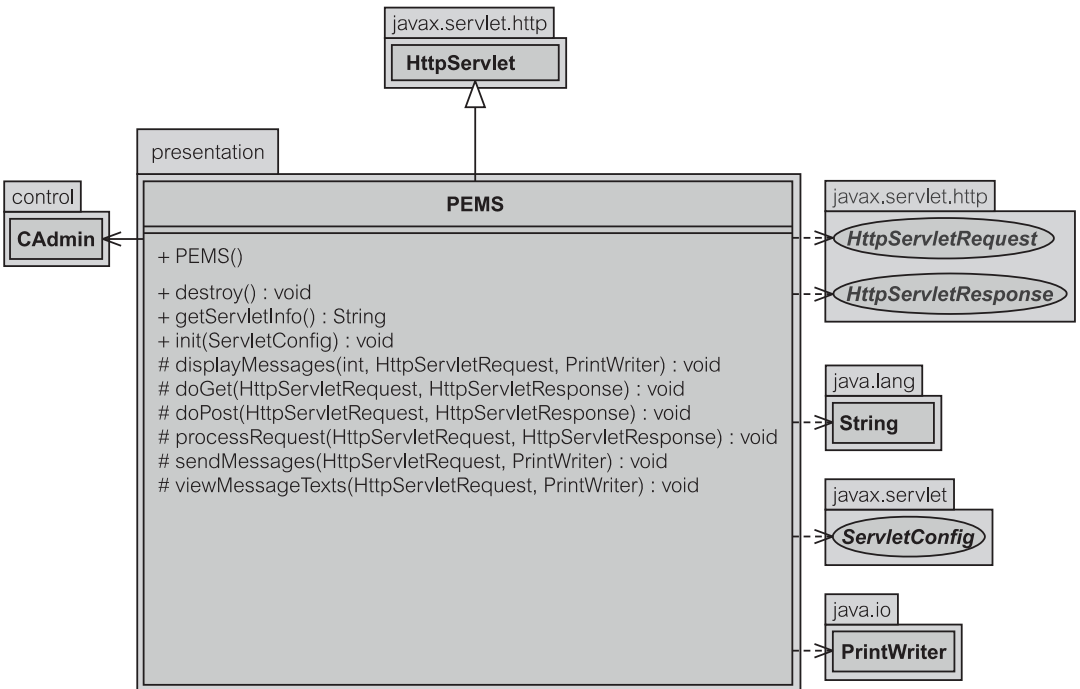 javax.servlet.http
HttpServlet
presentation
control
CAdmin
PEMS
+ PEMS()
+ destroy() : void
+ getServletInfo() : String
+ init(ServletConfig) : void
# displayMessages(int, HttpServletRequest, PrintWriter) : void
# doGet(HttpServletRequest, HttpServletResponse) : void
# doPost(HttpServletRequest, HttpServletResponse) : void
# processRequest(HttpServletRequest, HttpServletResponse) : void
# sendMessages(HttpServletRequest, PrintWriter) : void
# viewMessageTexts(HttpServletRequest, PrintWriter) : void
javax.servlet.http
HttpServletRequest
HttpServletResponse
java.lang
String
javax.servlet
ServletConfig
java.io
PrintWriter